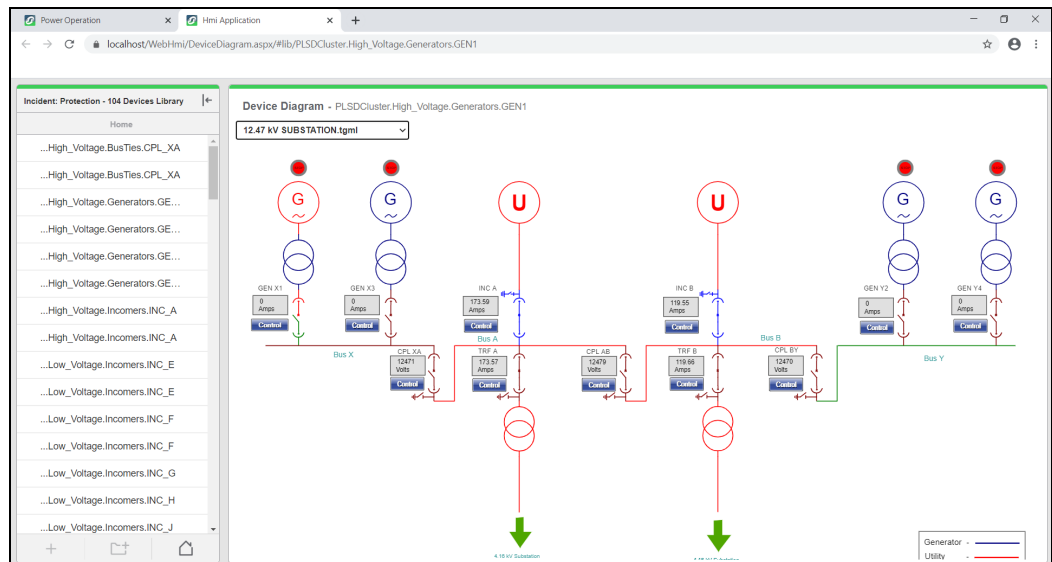 Power Operation
Hmi Application
localhost/WebHmi/DeviceDiagram.aspx/#lib/PLSDCluster.High_Voltage.Generators.GEN1
Incident: Protection - 104 Devices Library
Home
...High_Voltage.BusTies.CPL_XA
...High_Voltage.BusTies.CPL_XA
...High_Voltage.Generators.GE...
...High_Voltage.Generators.GE...
...High_Voltage.Generators.GE...
...High_Voltage.Generators.GE...
...High_Voltage.Incomers.INC_A
...High_Voltage.Incomers.INC_A
...Low_Voltage.Incomers.INC_E
...Low_Voltage.Incomers.INC_E
...Low_Voltage.Incomers.INC_F
...Low_Voltage.Incomers.INC_F
...Low_Voltage.Incomers.INC_G
...Low_Voltage.Incomers.INC_H
...Low_Voltage.Incomers.INC_J
Device Diagram - PLSDCluster.High_Voltage.Generators.GEN1
12.47 kV SUBSTATION.tgml
G
G
U
U
G
G
GEN X1
0
Amps
Control
GEN X3
0
Amps
Control
INC A
173.59
Amps
Control
INC B
119.55
Amps
Control
GEN Y2
0
Amps
Control
GEN Y4
0
Amps
Control
Bus X
Bus A
Bus B
Bus Y
CPL XA
12471
Volts
Control
TRF A
173.57
Amps
Control
CPL AB
12479
Volts
Control
TRF B
119.66
Amps
Control
CPL BY
12470
Volts
Control
4.16 kV Substation
4.16 kV Substation
Generator -
Utility -